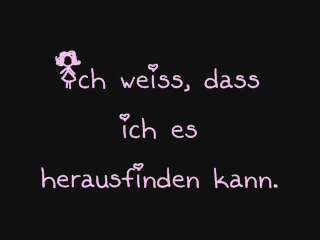 Ich weiss, dass
ich es
herausfinden kann.